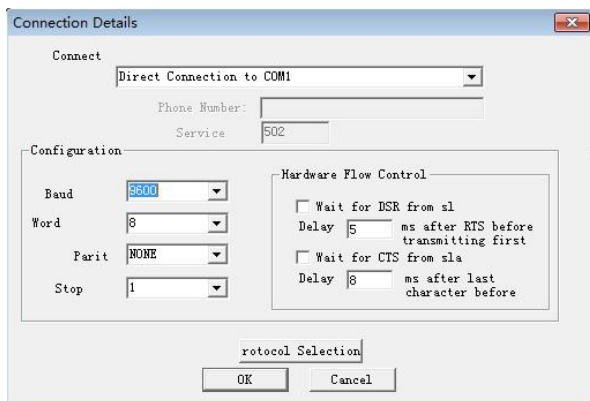 Connection Details
Connect
Direct Connection to COM1
Phone Number:
Service
502
Configuration
Baud
9600
Word
8
Parit
NONE
Stop
1
Hardware Flow Control
Wait for DSR from sl
Delay 5 ms after RTS before
transmitting first
Wait for CTS from sla
Delay 8 ms after last
character before
rotocol Selection
OK
Cancel